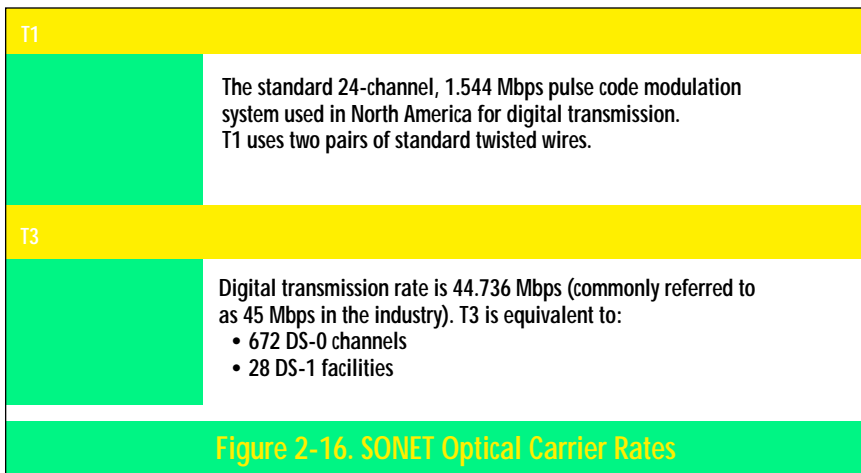 T1
The standard 24-channel, 1.544 Mbps pulse code modulation
system used in North America for digital transmission.
T1 uses two pairs of standard twisted wires.
T3
Digital transmission rate is 44.736 Mbps (commonly referred to
as 45 Mbps in the industry). T3 is equivalent to:
• 672 DS-0 channels
• 28 DS-1 facilities
Figure 2-16. SONET Optical Carrier Rates